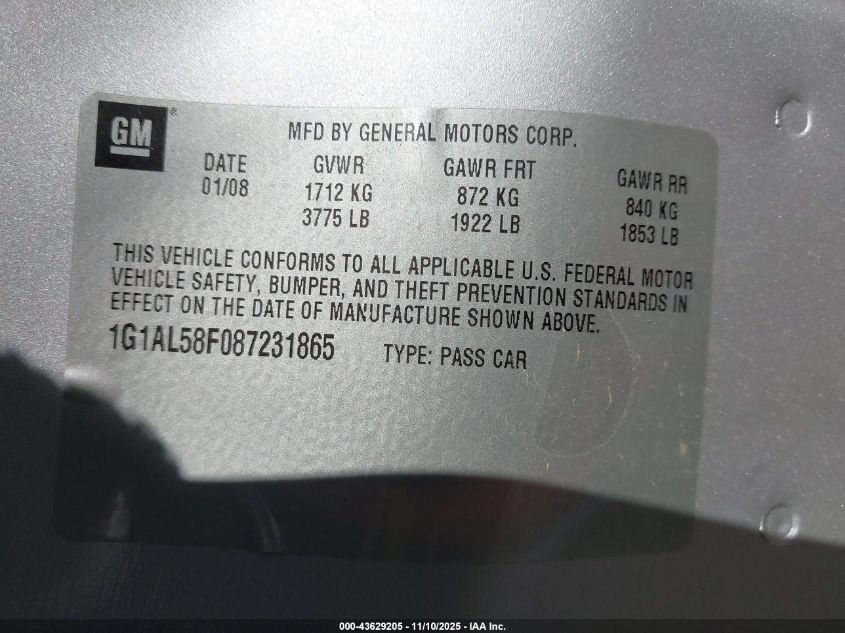 GM ®
MFD BY GENERAL MOTORS CORP.
DATE GVWR GAWR FRT GAWR RR
01/08 1712 KG 872 KG 840 KG
3775 LB 1922 LB 1853 LB
THIS VEHICLE CONFORMS TO ALL APPLICABLE U.S. FEDERAL MOTOR
VEHICLE SAFETY, BUMPER, AND THEFT PREVENTION STANDARDS IN
EFFECT ON THE DATE OF MANUFACTURE SHOWN ABOVE.
1G1AL58F087231865 TYPE: PASS CAR
000-43629205 - 11/10/2025 - IAA Inc.